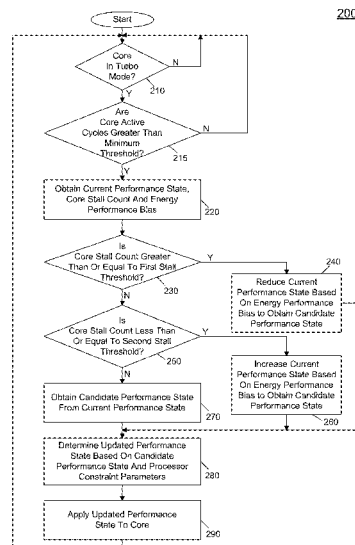 200
Start
Core
In Turbo
Mode?
N
210
Y
Are
Core Active
Cycles Greater Than
Minimum
Threshold?
N
215
Y
Obtain Current Performance State,
Core Stall Count And Energy
Performance Bias
220
Is
Core Stall Count Greater
Than Or Equal To First Stall
Threshold?
Y
230
N
240
Reduce Current
Performance State Based
On Energy Performance
Bias to Obtain Candidate
Performance State
Is
Core Stall Count Less Than
Or Equal To Second Stall
Threshold?
Y
250
N
Increase Current
Performance State Based
On Energy Performance
Bias to Obtain Candidate
Performance State
260
Obtain Candidate Performance State
From Current Performance State
270
Determine Updated Performance
State Based On Candidate
Performance State And Processor
Constraint Parameters
280
Apply Updated Performance
State To Core
290